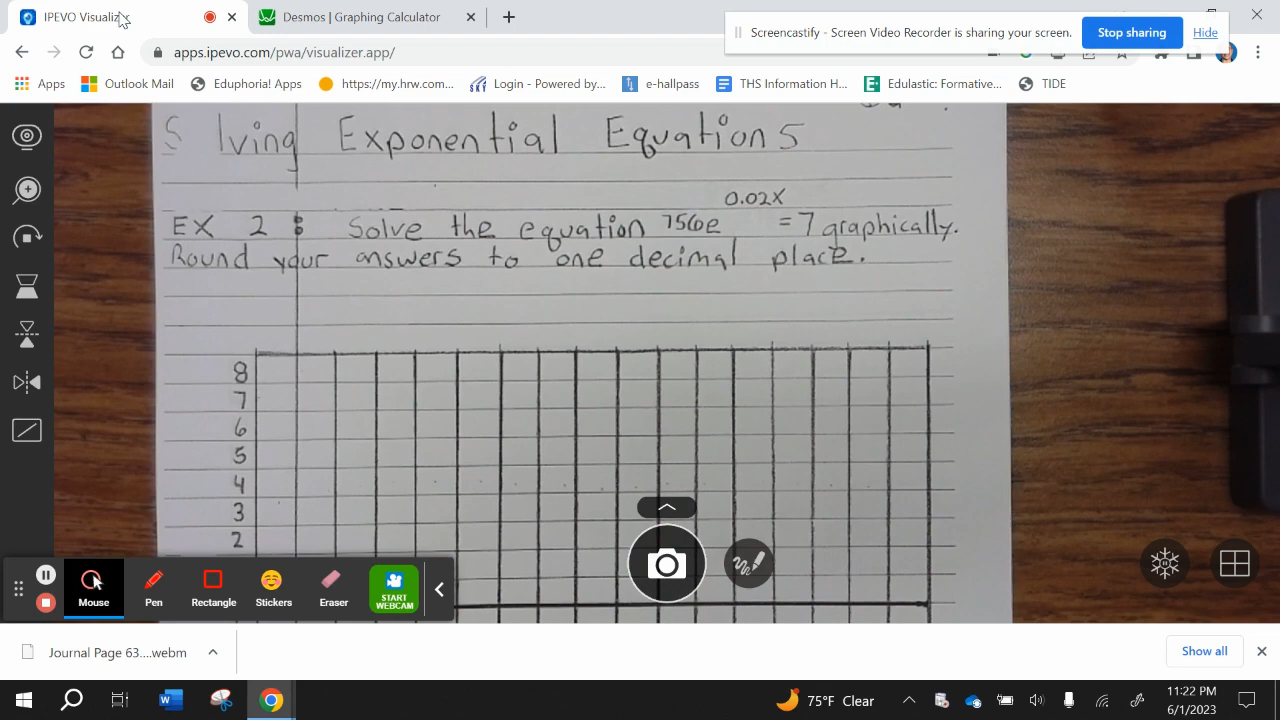 IPEVO Visualiz
Desmos | Graphing Calculator
Screencastify - Screen Video Recorder is sharing your screen.
Stop sharing
Hide
apps.ipevo.com/pwa/visualizer.app/
Apps
Outlook Mail
Eduphoria! Apps
https://my.hrw.com...
Login - Powered by...
e-hallpass
THS Information H...
Edulastic: Formative...
TIDE
S lving Exponential Equations
0.02x
EX 2: Solve the equation 756e = 7 graphically.
Round your answers to one decimal place.
8
7
6
5
4
3
2
Mouse
Pen
Rectangle
Stickers
Eraser
START
WEBCAM
Journal Page 63....webm
Show all
75°F Clear
11:22 PM
6/1/2023